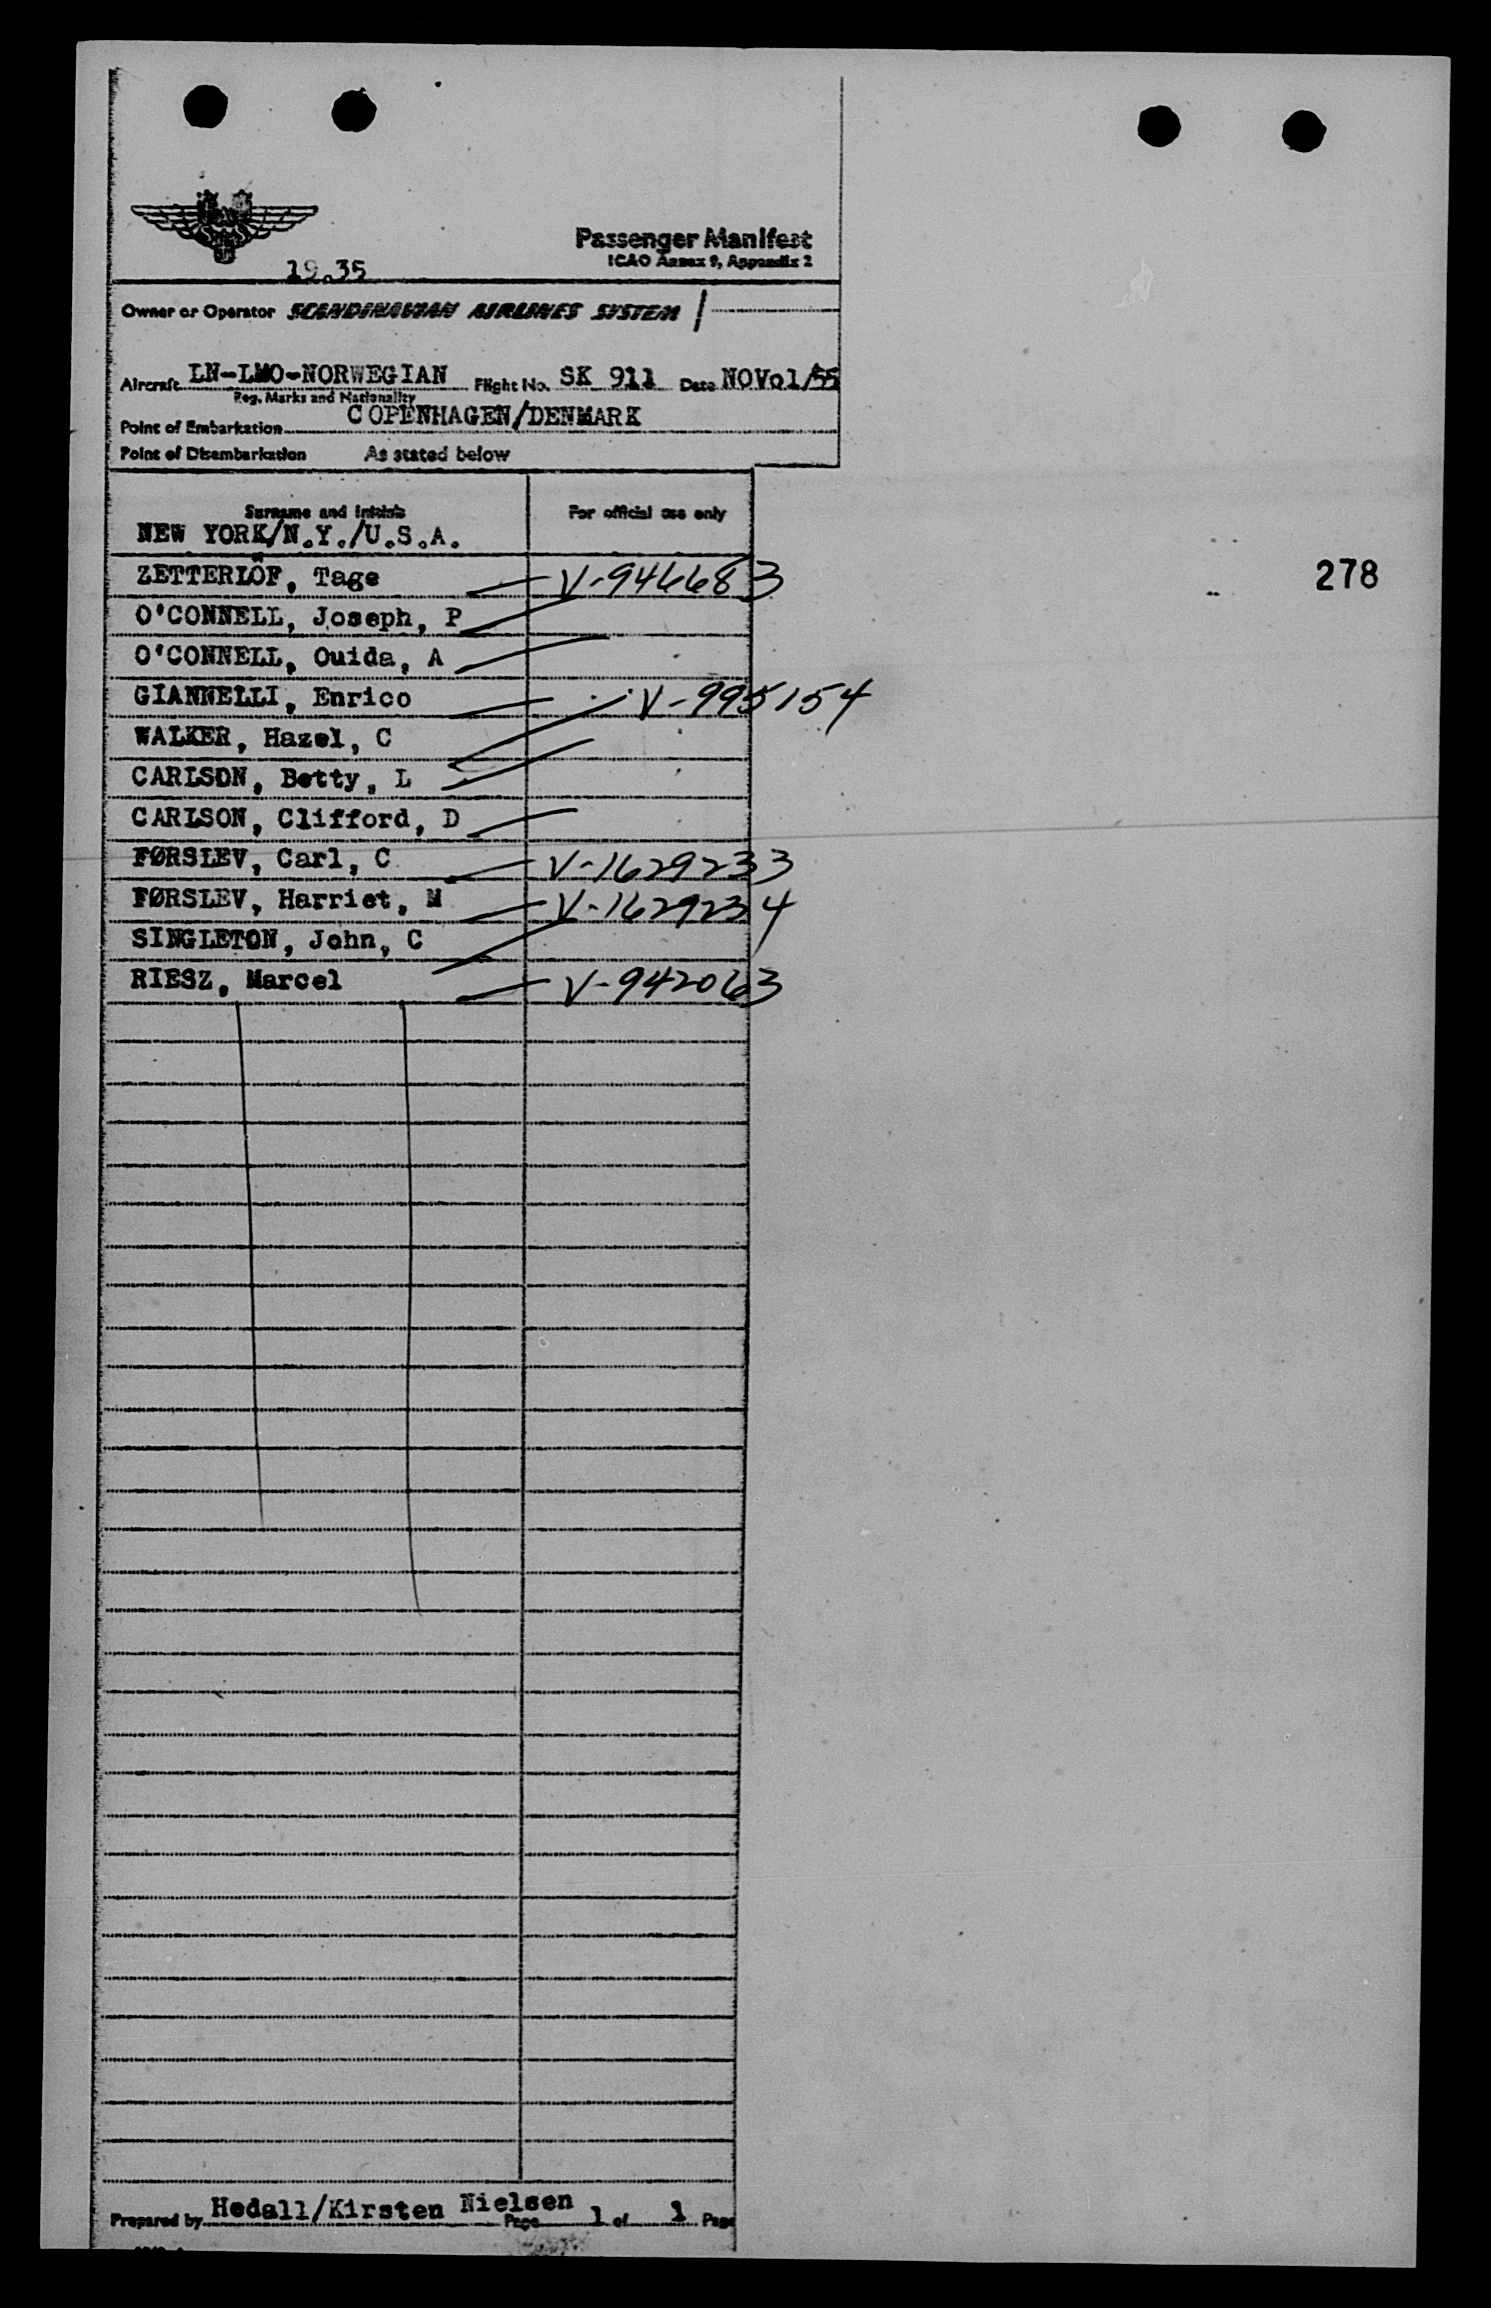 19.35
Passenger Manifest
ICAO Annex 9, Appendix 2
Owner or Operator SCANDINAVIAN AIRLINES SYSTEM
Aircraft LN-LMO-NORWEGIAN Flight No. SK 911 Date NOVo1/55
Reg. Marks and Nationality
Point of Embarkation COPENHAGEN/DENMARK
Point of Disembarkation As stated below
Surname and Initials For official use only
NEW YORK/N.Y./U.S.A.
ZETTERLÖF, Tage V-946683
278
O'CONNELL, Joseph, P
O'CONNELL, Ouida, A
GIANNELLI, Enrico V-995154
WALKER, Hazel, C
CARLSON, Betty, L
CARLSON, Clifford, D
FØRSLEV, Carl, C V-1629233
FØRSLEV, Harriet, M V-1629234
SINGLETON, John, C
RIESZ, Marcel V-942063
Prepared by Hedall/Kirsten Nielsen Page 1 of 1 Page